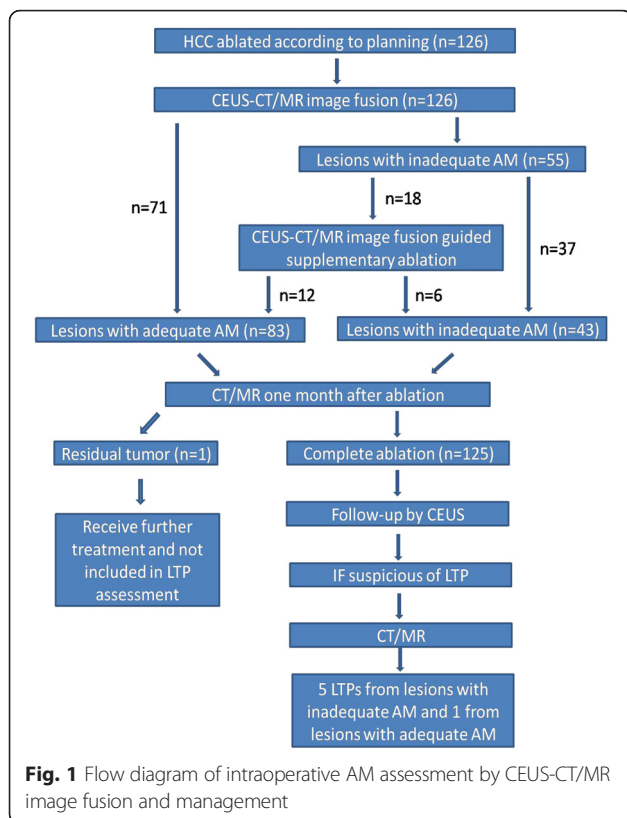 HCC ablated according to planning (n=126)
CEUS-CT/MR image fusion (n=126)
Lesions with inadequate AM (n=55)
n=71
n=18
n=37
CEUS-CT/MR image fusion guided
supplementary ablation
n=12
n=6
Lesions with adequate AM (n=83)
Lesions with inadequate AM (n=43)
CT/MR one month after ablation
Residual tumor (n=1)
Complete ablation (n=125)
Receive further
treatment and not
included in LTP
assessment
Follow-up by CEUS
IF suspicious of LTP
CT/MR
5 LTPs from lesions with
inadequate AM and 1 from
lesions with adequate AM
Fig. 1 Flow diagram of intraoperative AM assessment by CEUS-CT/MR
image fusion and management